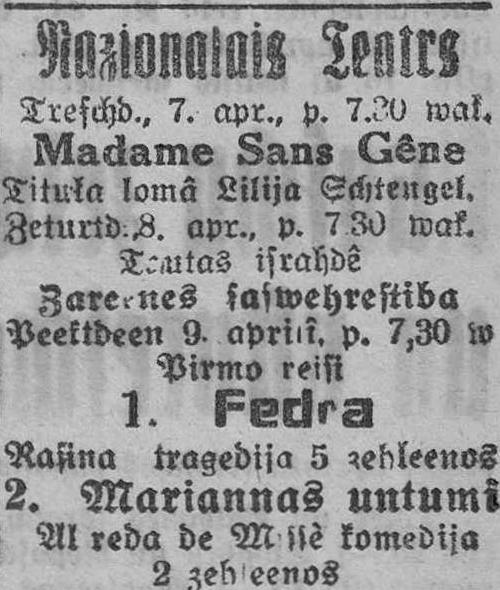 Nazionalais Teatrs
Treschd., 7. apr., p. 7.30 wak.
Madame Sans Gêne
Tituła lomâ Lilija Schtengel.
Zeturtd. 8. apr., p. 7.30 wak.
Tautas israhdê
Zareenes saswehrestiba
Peektdeen 9. aprilî, p. 7,30 w
Pirmo reisi
1. Fedra
Rasina tragedija 5 zehleenos
2. Mariannas untumi
Alfreda de Missê komedija
2 zehleenos